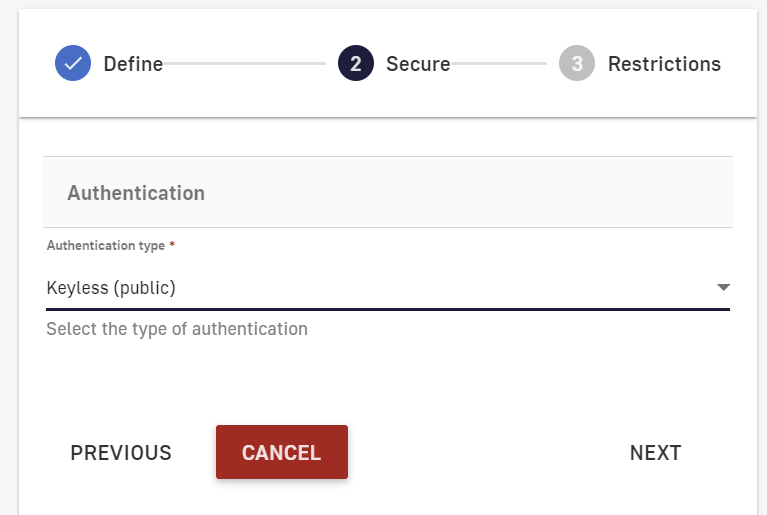 Define
2 Secure
3 Restrictions
Authentication
Authentication type *
Keyless (public)
Select the type of authentication
PREVIOUS CANCEL NEXT